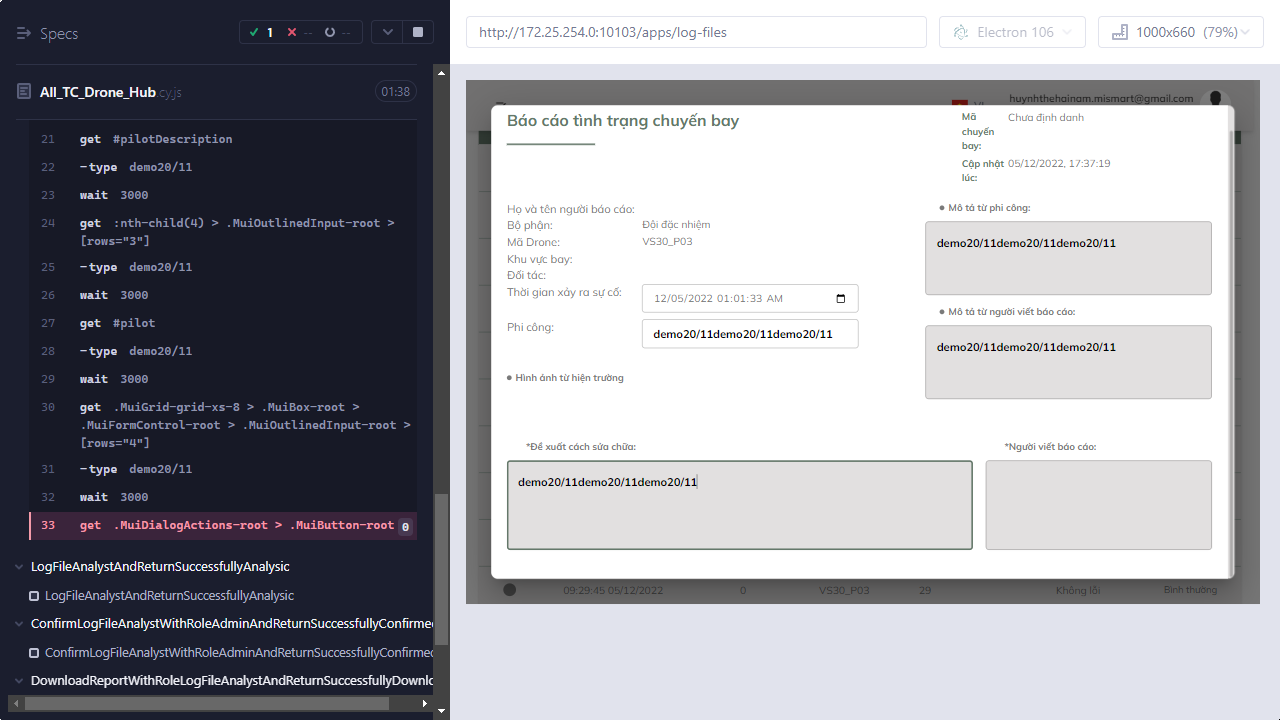 Specs
1
--
--
http://172.25.254.0:10103/apps/log-files
Electron 106
1000x660 (79%)
All_TC_Drone_Hub.cy.js
01:38
21 get #pilotDescription
22 -type demo20/11
23 wait 3000
24 get :nth-child(4) > .MuiOutlinedInput-root >
[rows="3"]
25 -type demo20/11
26 wait 3000
27 get #pilot
28 -type demo20/11
29 wait 3000
30 get .MuiGrid-grid-xs-8 > .MuiBox-root >
.MuiFormControl-root > .MuiOutlinedInput-root >
[rows="4"]
31 -type demo20/11
32 wait 3000
33 get .MuiDialogActions-root > .MuiButton-root 0
LogFileAnalystAndReturnSuccessfullyAnalysic
LogFileAnalystAndReturnSuccessfullyAnalysic
ConfirmLogFileAnalystWithRoleAdminAndReturnSuccessfullyConfirmed
ConfirmLogFileAnalystWithRoleAdminAndReturnSuccessfullyConfirmed
DownloadReportWithRoleLogFileAnalystAndReturnSuccessfullyDownlo
huynhthehainam.mismart@gmail.com
Báo cáo tình trạng chuyến bay
Mã
chuyến
bay:
Chưa định danh
Cập nhật
lúc:
05/12/2022, 17:37:19
Họ và tên người báo cáo:
Bộ phận: Đội đặc nhiệm
Mã Drone: VS30_P03
Khu vực bay:
Đối tác:
Thời gian xảy ra sự cố: 12/05/2022 01:01:33 AM
Phi công: demo20/11demo20/11demo20/11
• Hình ảnh từ hiện trường
• Mô tả từ phi công:
demo20/11demo20/11demo20/11
• Mô tả từ người viết báo cáo:
demo20/11demo20/11demo20/11
*Đề xuất cách sửa chữa:
demo20/11demo20/11demo20/11
*Người viết báo cáo:
09:29:45 05/12/2022 0 VS30_P03 29 Không lỗi Bình thường